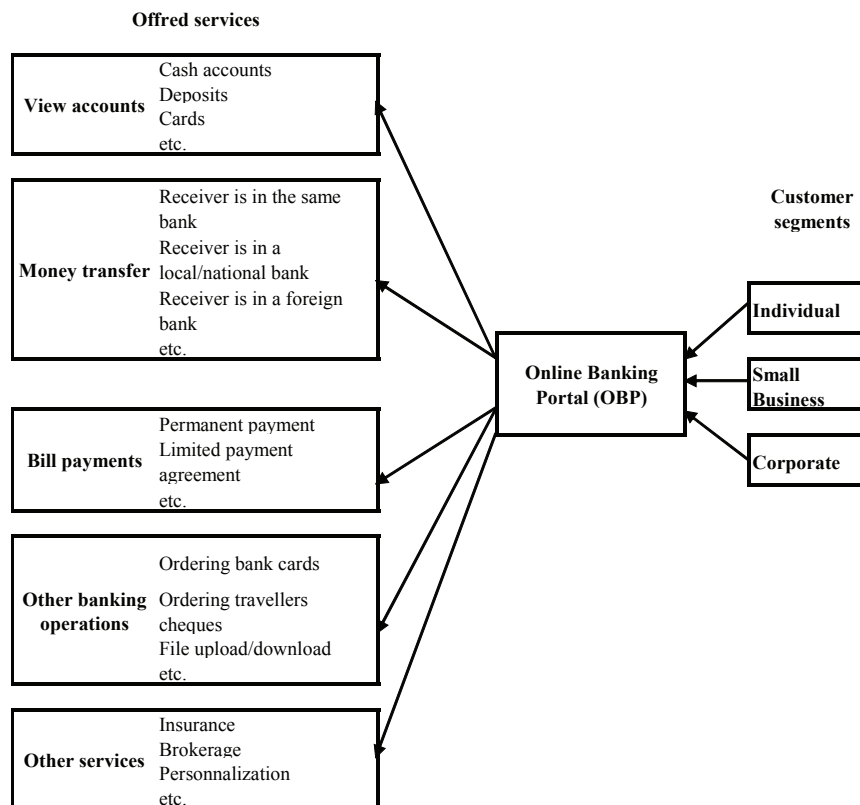 Offred services
View accounts
Cash accounts
Deposits
Cards
etc.
Money transfer
Receiver is in the same
bank
Receiver is in a
local/national bank
Receiver is in a foreign
bank
etc.
Bill payments
Permanent payment
Limited payment
agreement
etc.
Other banking
operations
Ordering bank cards
Ordering travellers
cheques
File upload/download
etc.
Other services
Insurance
Brokerage
Personnalization
etc.
Online Banking
Portal (OBP)
Customer
segments
Individual
Small
Business
Corporate